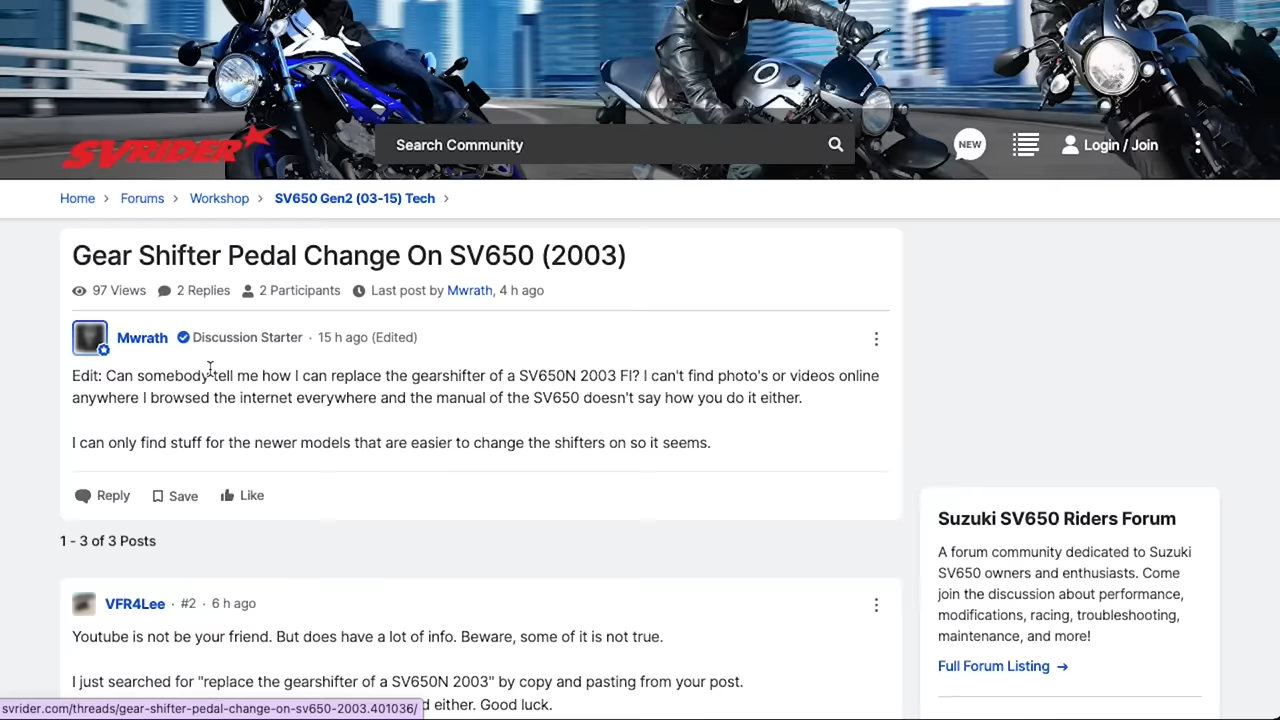 SVRIDER
Search Community
NEW
Login / Join
Home
Forums
Workshop
SV650 Gen2 (03-15) Tech
Gear Shifter Pedal Change On SV650 (2003)
97 Views
2 Replies
2 Participants
Last post by Mwrath, 4 h ago
Mwrath
Discussion Starter · 15 h ago (Edited)
Edit: Can somebody tell me how I can replace the gearshifter of a SV650N 2003 FI? I can't find photo's or videos online
anywhere I browsed the internet everywhere and the manual of the SV650 doesn't say how you do it either.
I can only find stuff for the newer models that are easier to change the shifters on so it seems.
Reply
Save
Like
1 - 3 of 3 Posts
VFR4Lee · #2 · 6 h ago
Youtube is not be your friend. But does have a lot of info. Beware, some of it is not true.
I just searched for "replace the gearshifter of a SV650N 2003" by copy and pasting from your post.
d either. Good luck.
Suzuki SV650 Riders Forum
A forum community dedicated to Suzuki
SV650 owners and enthusiasts. Come
join the discussion about performance,
modifications, racing, troubleshooting,
maintenance, and more!
Full Forum Listing →
svrider.com/threads/gear-shifter-pedal-change-on-sv650-2003.401036/